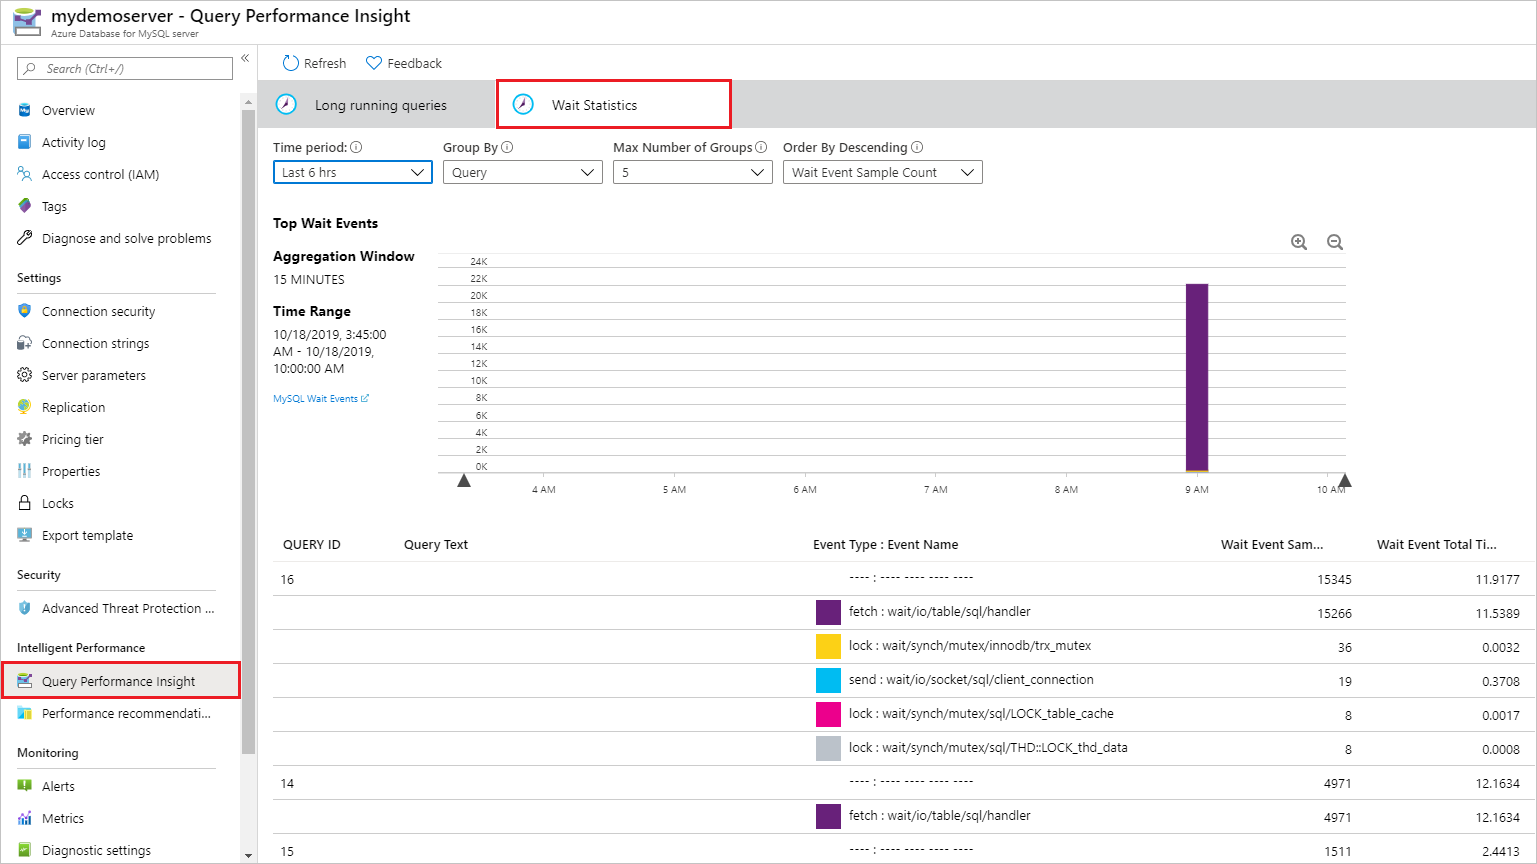 mydemoserver - Query Performance Insight
Azure Database for MySQL server
Search (Ctrl+/)
«
Overview
Activity log
Access control (IAM)
Tags
Diagnose and solve problems
Settings
Connection security
Connection strings
Server parameters
Replication
Pricing tier
Properties
Locks
Export template
Security
Advanced Threat Protection ...
Intelligent Performance
Query Performance Insight
Performance recommendati...
Monitoring
Alerts
Metrics
Diagnostic settings
Refresh Feedback
Long running queries Wait Statistics
Time period: Group By Max Number of Groups Order By Descending
Last 6 hrs Query 5 Wait Event Sample Count
Top Wait Events
Aggregation Window
15 MINUTES
Time Range
10/18/2019, 3:45:00
AM - 10/18/2019,
10:00:00 AM
MySQL Wait Events
24K
22K
20K
18K
16K
14K
12K
10K
8K
6K
4K
2K
0K
4 AM 5 AM 6 AM 7 AM 8 AM 9 AM 10 AM
QUERY ID Query Text Event Type : Event Name Wait Event Sam... Wait Event Total Ti...
16 ---- : ---- ---- ---- ---- 15345 11.9177
fetch : wait/io/table/sql/handler 15266 11.5389
lock : wait/synch/mutex/innodb/trx_mutex 36 0.0032
send : wait/io/socket/sql/client_connection 19 0.3708
lock : wait/synch/mutex/sql/LOCK_table_cache 8 0.0017
lock : wait/synch/mutex/sql/THD::LOCK_thd_data 8 0.0008
14 ---- : ---- ---- ---- ---- 4971 12.1634
fetch : wait/io/table/sql/handler 4971 12.1634
15 ---- : ---- ---- ---- ---- 1511 2.4413